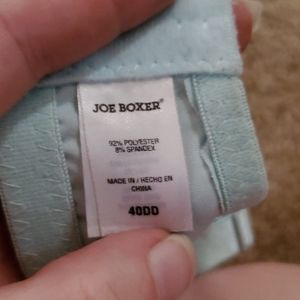 JOE BOXER®
92% POLYESTER
8% SPANDEX
MADE IN / HECHO EN
CHINA
40DD